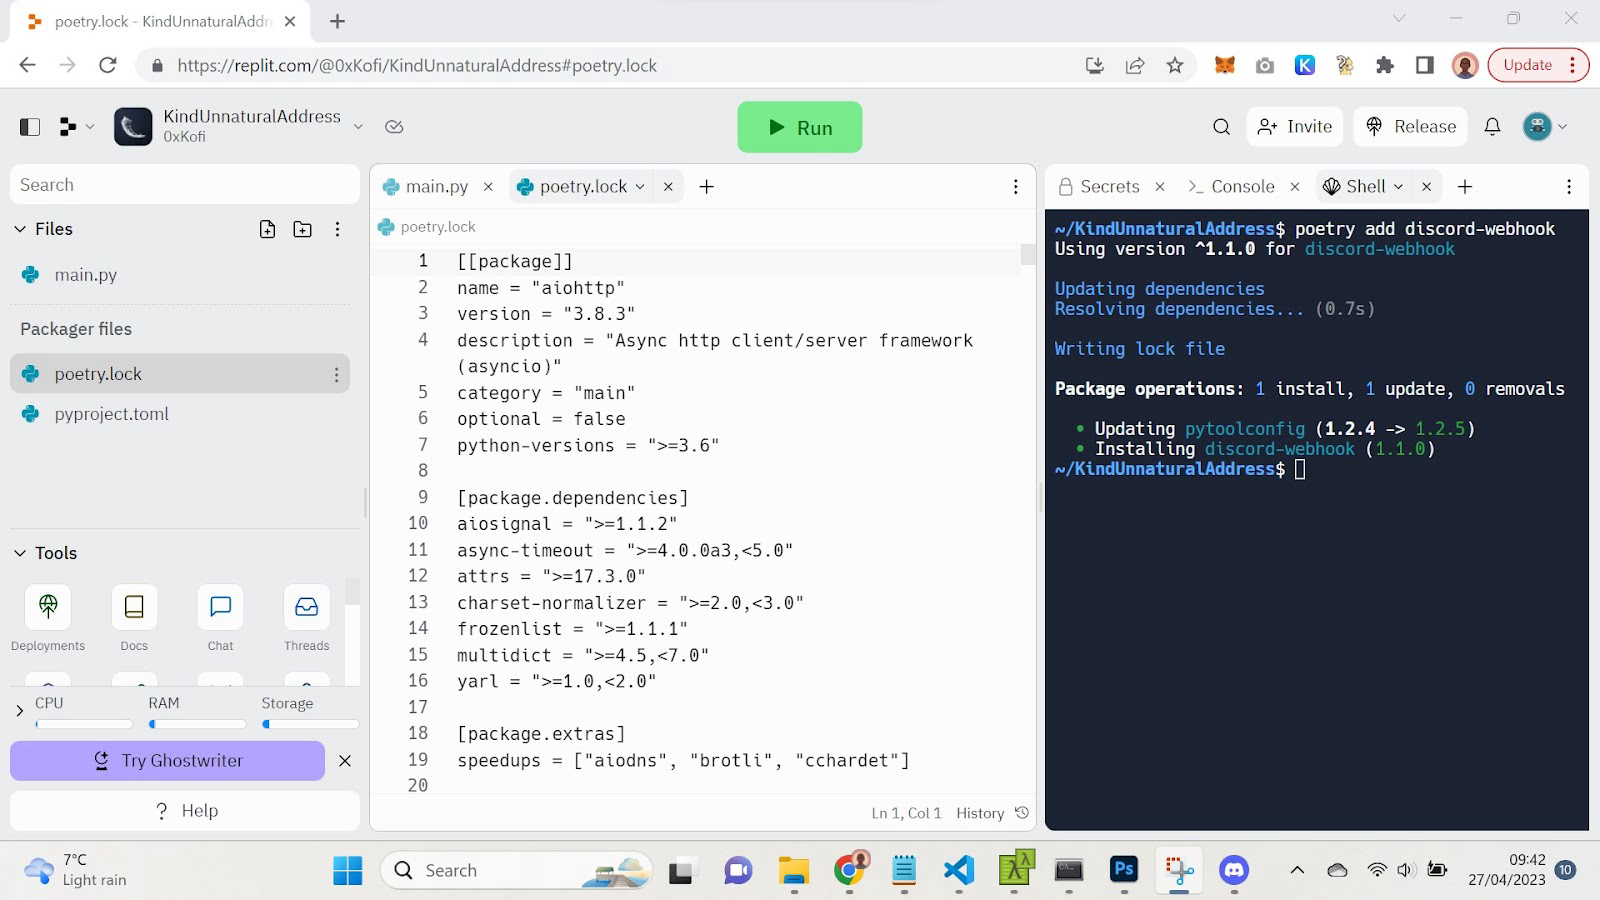 poetry.lock - KindUnnaturalAddre
https://replit.com/@0xKofi/KindUnnaturalAddress#poetry.lock
Update
KindUnnaturalAddress
0xKofi
Run
Invite
Release
Search
Files
main.py
Packager files
poetry.lock
pyproject.toml
Tools
Deployments
Docs
Chat
Threads
CPU
RAM
Storage
Try Ghostwriter
? Help
main.py
poetry.lock
poetry.lock
1 [[package]]
2 name = "aiohttp"
3 version = "3.8.3"
4 description = "Async http client/server framework
(asyncio)"
5 category = "main"
6 optional = false
7 python-versions = ">=3.6"
8
9 [package.dependencies]
10 aiosignal = ">=1.1.2"
11 async-timeout = ">=4.0.0a3,<5.0"
12 attrs = ">=17.3.0"
13 charset-normalizer = ">=2.0,<3.0"
14 frozenlist = ">=1.1.1"
15 multidict = ">=4.5,<7.0"
16 yarl = ">=1.0,<2.0"
17
18 [package.extras]
19 speedups = ["aiodns", "brotli", "cchardet"]
20
Ln 1, Col 1 History
Secrets
Console
Shell
~/KindUnnaturalAddress$ poetry add discord-webhook
Using version ^1.1.0 for discord-webhook
Updating dependencies
Resolving dependencies... (0.7s)
Writing lock file
Package operations: 1 install, 1 update, 0 removals
• Updating pytoolconfig (1.2.4 -> 1.2.5)
• Installing discord-webhook (1.1.0)
~/KindUnnaturalAddress$
7°C
Light rain
Search
Ps
09:42
27/04/2023
10